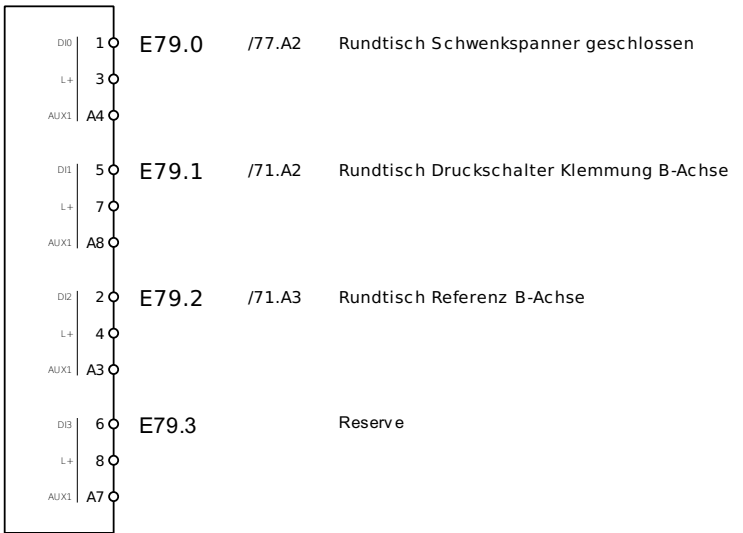 DI0 1 E79.0 /77.A2 Rundtisch Schwenkspanner geschlossen
L+ 3
AUX1 A4
DI1 5 E79.1 /71.A2 Rundtisch Druckschalter Klemmung B-Achse
L+ 7
AUX1 A8
DI2 2 E79.2 /71.A3 Rundtisch Referenz B-Achse
L+ 4
AUX1 A3
DI3 6 E79.3 Reserve
L+ 8
AUX1 A7